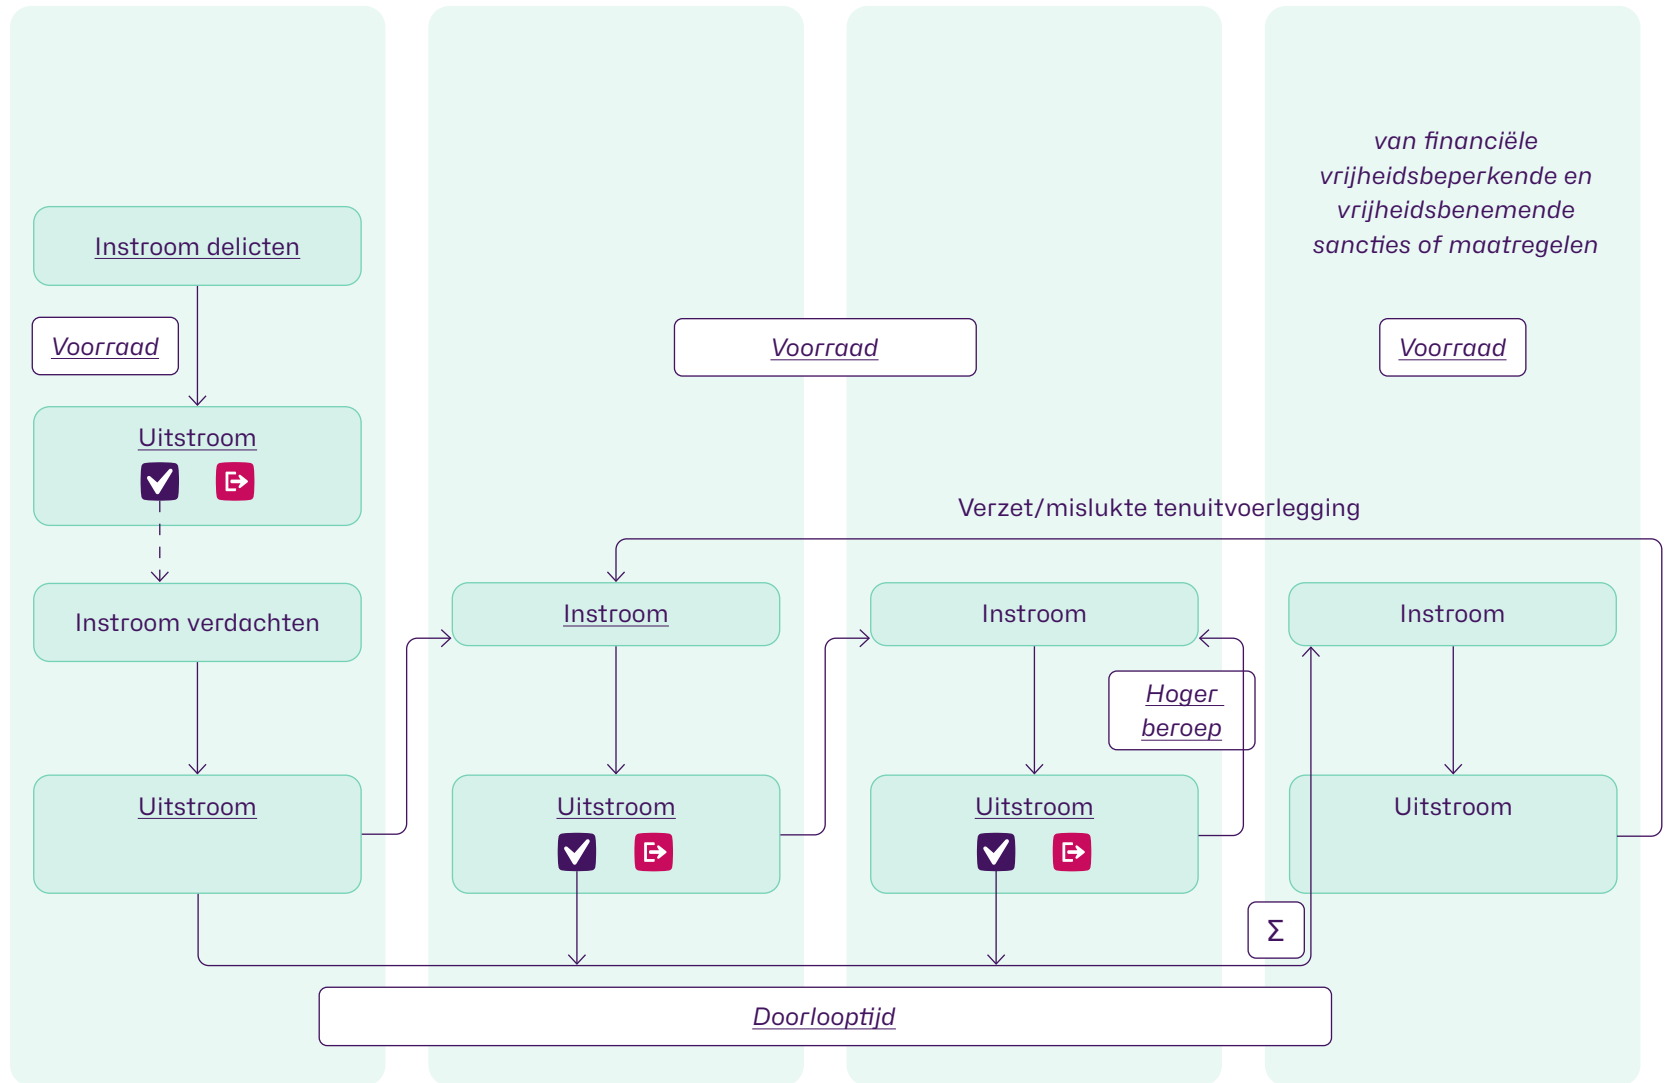 van financiële
vrijheidsbeperkende en
vrijheidsbenemende
sancties of maatregelen
Instroom delicten
Voorraad
Voorraad
Voorraad
Uitstroom
Verzet/mislukte tenuitvoerlegging
Instroom verdachten
Instroom
Instroom
Instroom
Hoger
beroep
Uitstroom
Uitstroom
Uitstroom
Uitstroom
Σ
Doorlooptijd